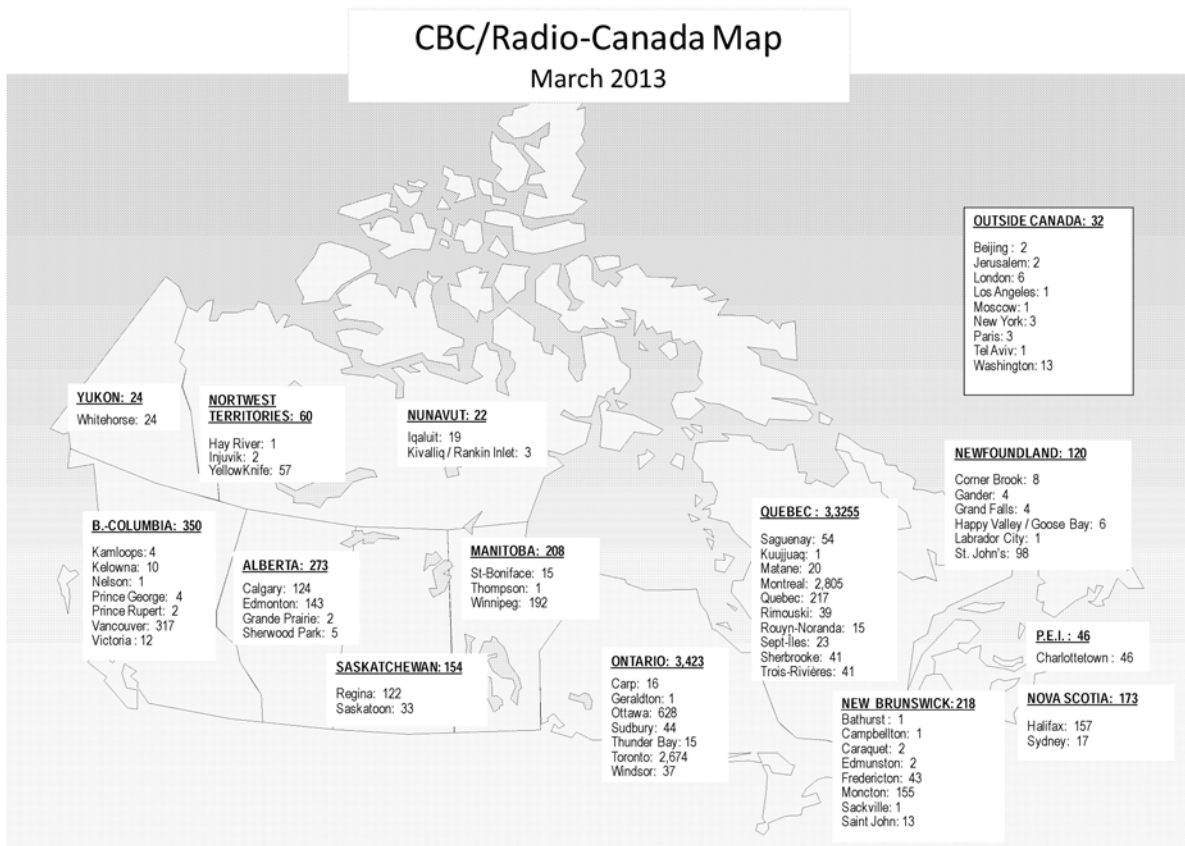 CBC/Radio-Canada Map
March 2013
OUTSIDE CANADA: 32
Beijing : 2
Jerusalem: 2
London: 6
Los Angeles: 1
Moscow: 1
New York: 3
Paris: 3
Tel Aviv: 1
Washington: 13
YUKON: 24
Whitehorse: 24
NORTWEST
TERRITORIES: 60
Hay River: 1
Injuvik: 2
YellowKnife: 57
NUNAVUT: 22
Iqaluit: 19
Kivalliq / Rankin Inlet: 3
NEWFOUNDLAND: 120
Corner Brook: 8
Gander: 4
Grand Falls: 4
Happy Valley / Goose Bay: 6
Labrador City: 1
St. John's: 98
B.-COLUMBIA: 350
Kamloops: 4
Kelowna: 10
Nelson: 1
Prince George: 4
Prince Rupert: 2
Vancouver: 317
Victoria : 12
ALBERTA: 273
Calgary: 124
Edmonton: 143
Grande Prairie: 2
Sherwood Park: 5
MANITOBA: 208
St-Boniface: 15
Thompson: 1
Winnipeg: 192
QUEBEC : 3,3255
Saguenay: 54
Kuujjuaq: 1
Matane: 20
Montreal: 2,805
Quebec: 217
Rimouski: 39
Rouyn-Noranda: 15
Sept-Îles: 23
Sherbrooke: 41
Trois-Rivières: 41
SASKATCHEWAN: 154
Regina: 122
Saskatoon: 33
ONTARIO: 3,423
Carp: 16
Geraldton: 1
Ottawa: 628
Sudbury: 44
Thunder Bay: 15
Toronto: 2,674
Windsor: 37
P.E.I. : 46
Charlottetown : 46
NEW BRUNSWICK: 218
Bathurst : 1
Campbellton: 1
Caraquet: 2
Edmunston: 2
Fredericton: 43
Moncton: 155
Sackville: 1
Saint John: 13
NOVA SCOTIA: 173
Halifax: 157
Sydney: 17